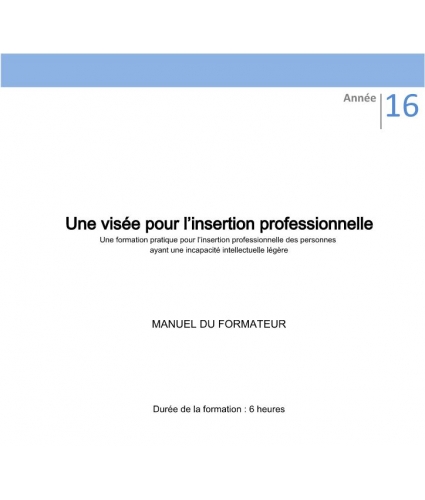 Année 16
Une visée pour l'insertion professionnelle
Une formation pratique pour l'insertion professionnelle des personnes
ayant une incapacité intellectuelle légère
MANUEL DU FORMATEUR
Durée de la formation : 6 heures